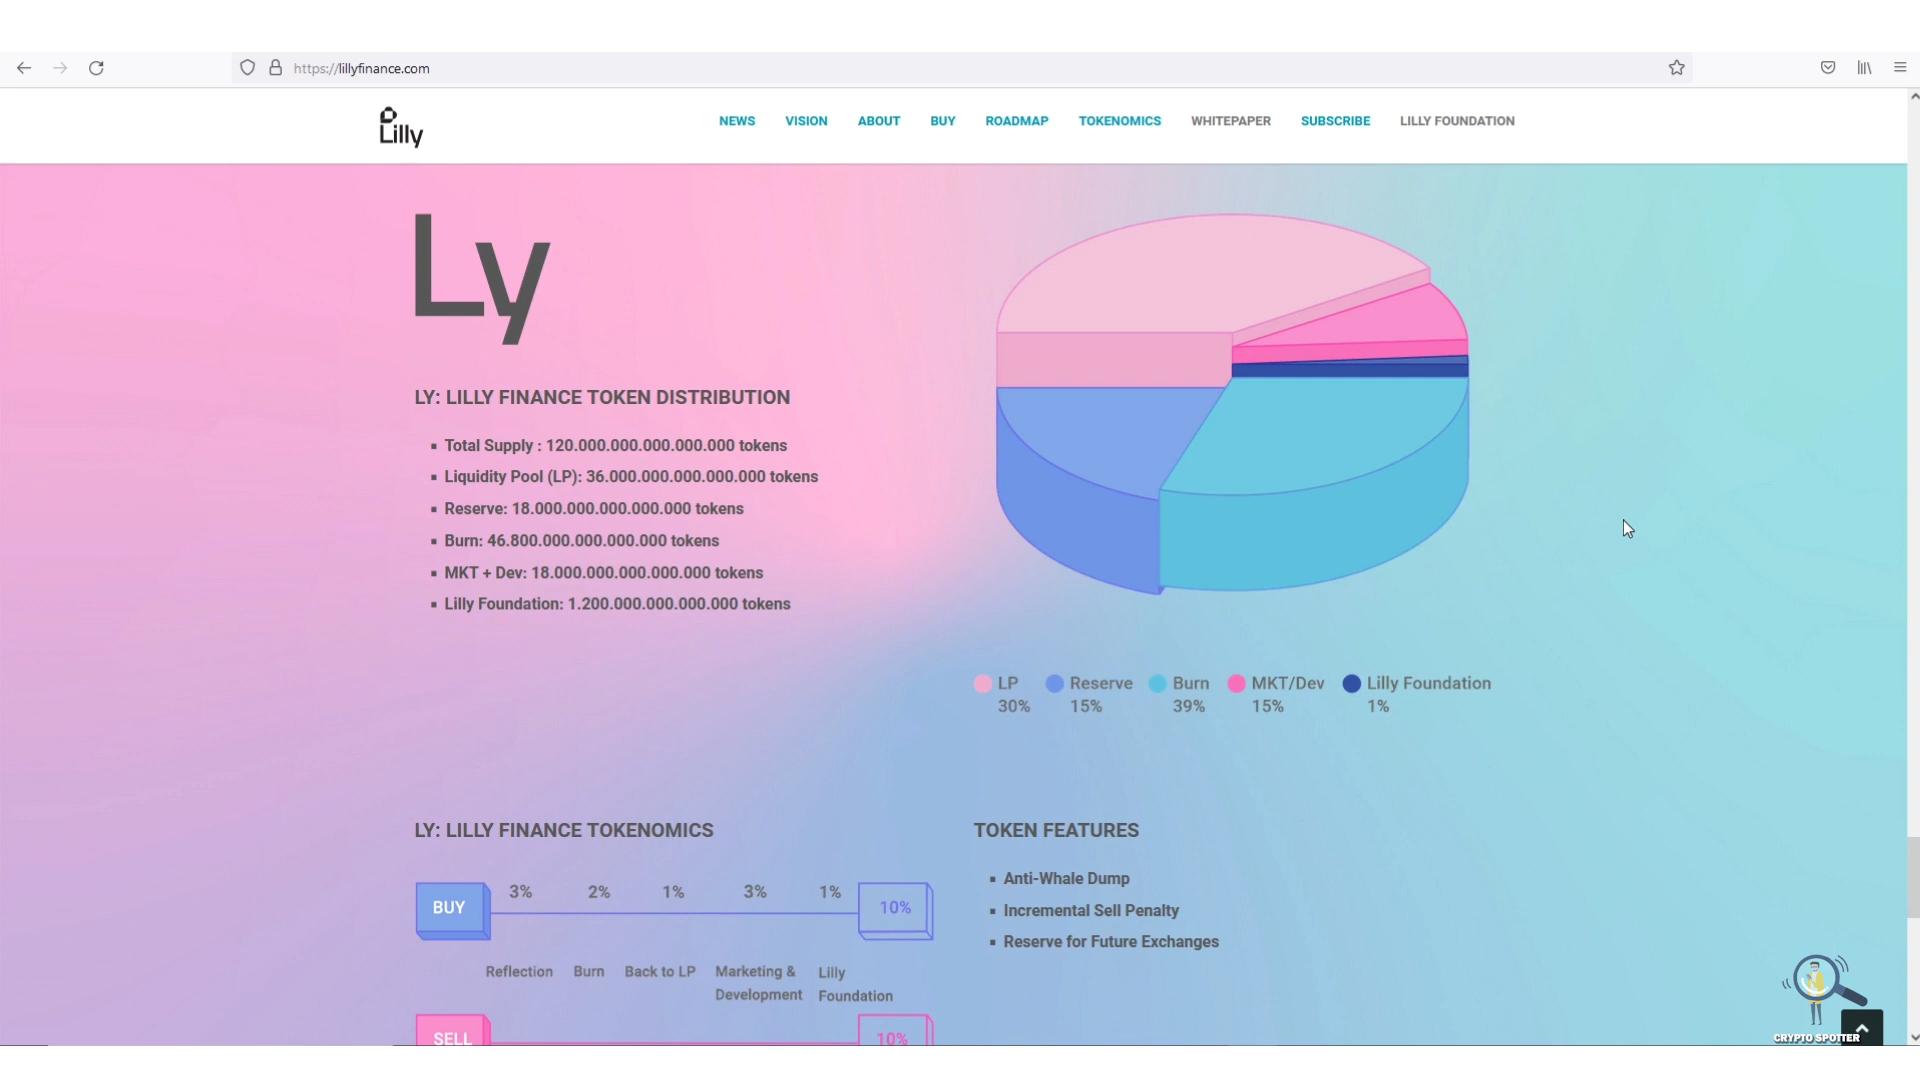 https://lillyfinance.com
Lilly
NEWS VISION ABOUT BUY ROADMAP TOKENOMICS WHITEPAPER SUBSCRIBE LILLY FOUNDATION
Ly
LY: LILLY FINANCE TOKEN DISTRIBUTION
Total Supply : 120.000.000.000.000.000 tokens
Liquidity Pool (LP): 36.000.000.000.000.000 tokens
Reserve: 18.000.000.000.000.000 tokens
Burn: 46.800.000.000.000.000 tokens
MKT + Dev: 18.000.000.000.000.000 tokens
Lilly Foundation: 1.200.000.000.000.000 tokens
LP Reserve Burn MKT/Dev Lilly Foundation
30% 15% 39% 15% 1%
LY: LILLY FINANCE TOKENOMICS
BUY 3% 2% 1% 3% 1% 10%
Reflection Burn Back to LP Marketing & Lilly
Development Foundation
SELL 10%
TOKEN FEATURES
Anti-Whale Dump
Incremental Sell Penalty
Reserve for Future Exchanges
CRYPTO SPOTTER